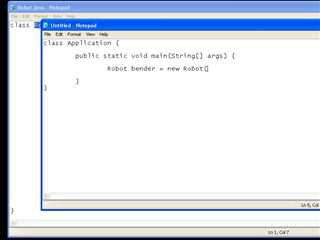 Robot.java - Notepad
File Edit Format View Help
class
Untitled - Notepad
File Edit Format View Help
class Application {
public static void main(String[] args) {
Robot bender = new Robot(
}
}
Ln 5, Col
}
Ln 1, Col 7